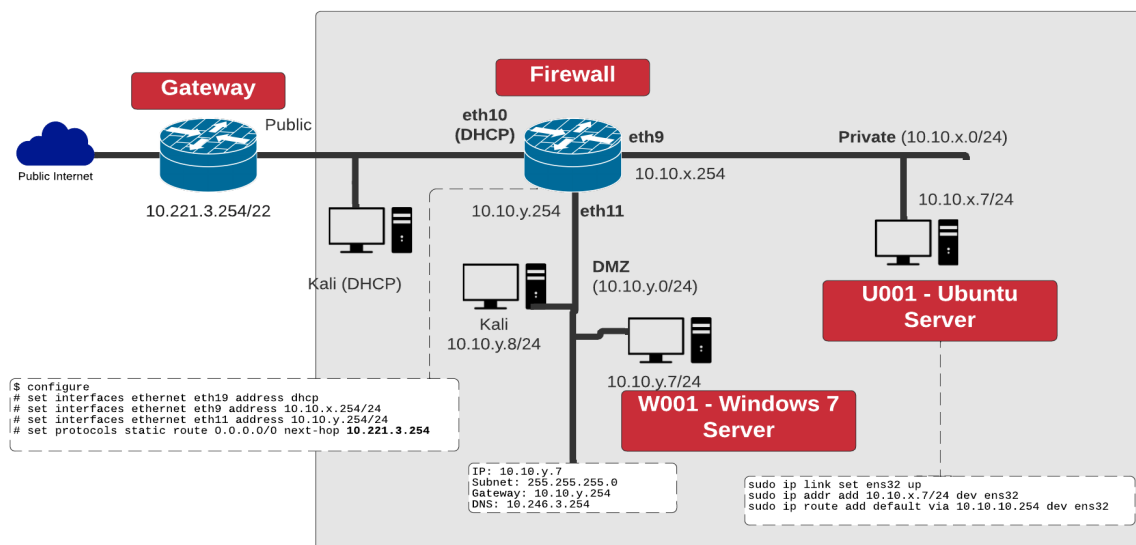 Gateway
Firewall
eth10
(DHCP)
Public
eth9
Private (10.10.x.0/24)
Public Internet
10.10.x.254
10.221.3.254/22
10.10.y.254
eth11
10.10.x.7/24
Kali (DHCP)
DMZ
(10.10.y.0/24)
U001 - Ubuntu
Server
Kali
10.10.y.8/24
10.10.y.7/24
W001 - Windows 7
Server
$ configure
# set interfaces ethernet eth19 address dhcp
# set interfaces ethernet eth9 address 10.10.x.254/24
# set interfaces ethernet eth11 address 10.10.y.254/24
# set protocols static route 0.0.0.0/0 next-hop 10.221.3.254
IP: 10.10.y.7
Subnet: 255.255.255.0
Gateway: 10.10.y.254
DNS: 10.246.3.254
sudo ip link set ens32 up
sudo ip addr add 10.10.x.7/24 dev ens32
sudo ip route add default via 10.10.10.254 dev ens32